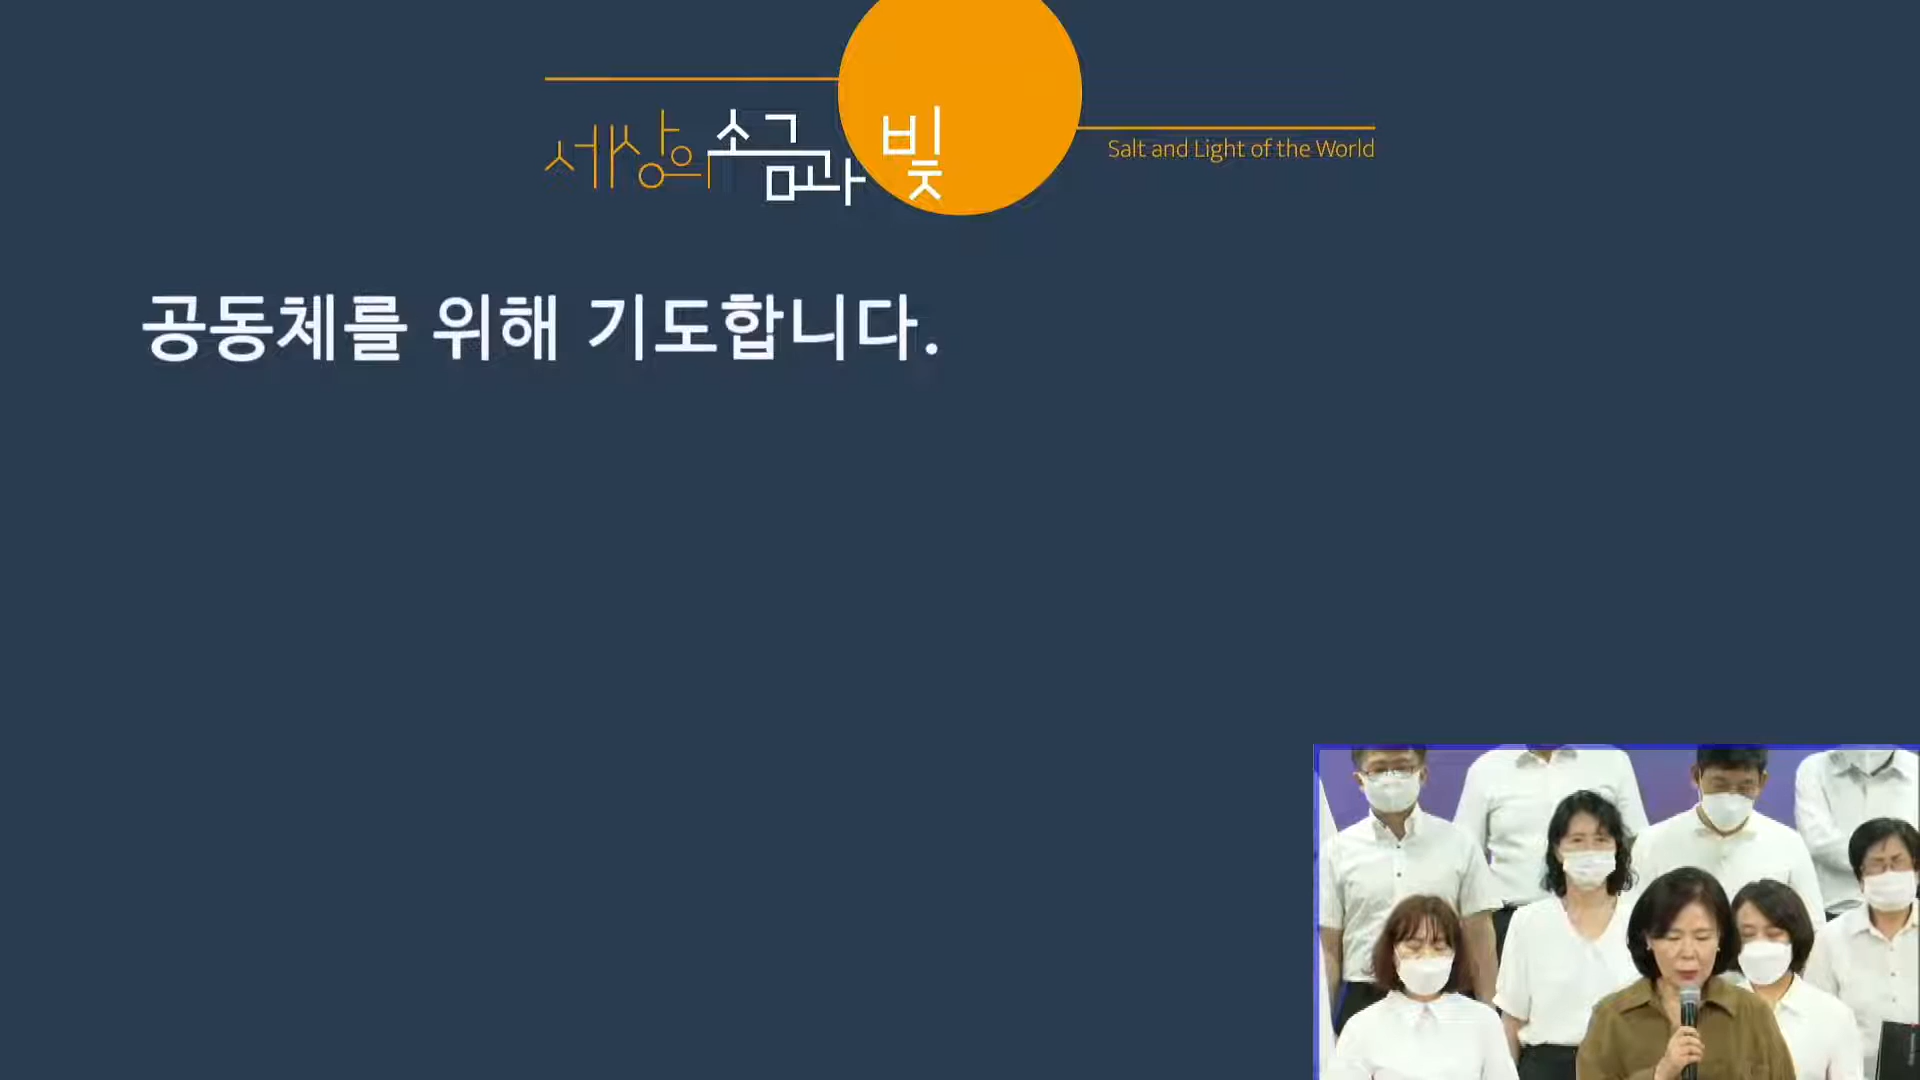 세상의 소금과 빛
Salt and Light of the World
공동체를 위해 기도합니다.